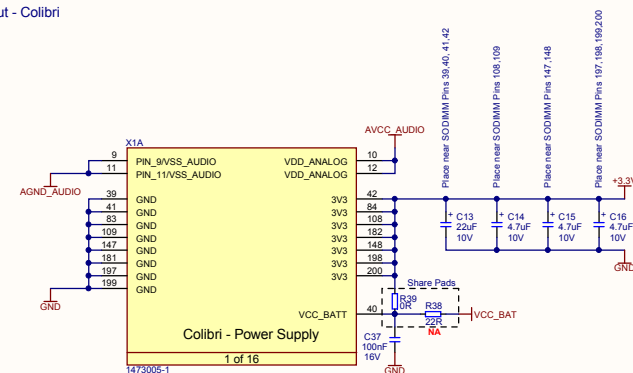 ut - Colibri
Place near SODIMM Pins 39,40, 41,42
Place near SODIMM Pins 108,109
Place near SODIMM Pins 147,148
Place near SODIMM Pins 197,198,199,200
X1A
AVCC_AUDIO
9 PIN_9/VSS_AUDIO VDD_ANALOG 10
11 PIN_11/VSS_AUDIO VDD_ANALOG 12
AGND_AUDIO
+3.3V
39 GND 3V3 42
41 GND 3V3 84
83 GND 3V3 108
109 GND 3V3 182
147 GND 3V3 148
181 GND 3V3 198
197 GND 3V3 200
199 GND
GND
+ C13 22uF 10V
+ C14 4.7uF 10V
+ C15 4.7uF 10V
+ C16 4.7uF 10V
GND
Share Pads
R39
0R
R38
22R
NA
VCC_BATT 40
VCC_BAT
C37
100nF
16V
GND
Colibri - Power Supply
1 of 16
1473005-1